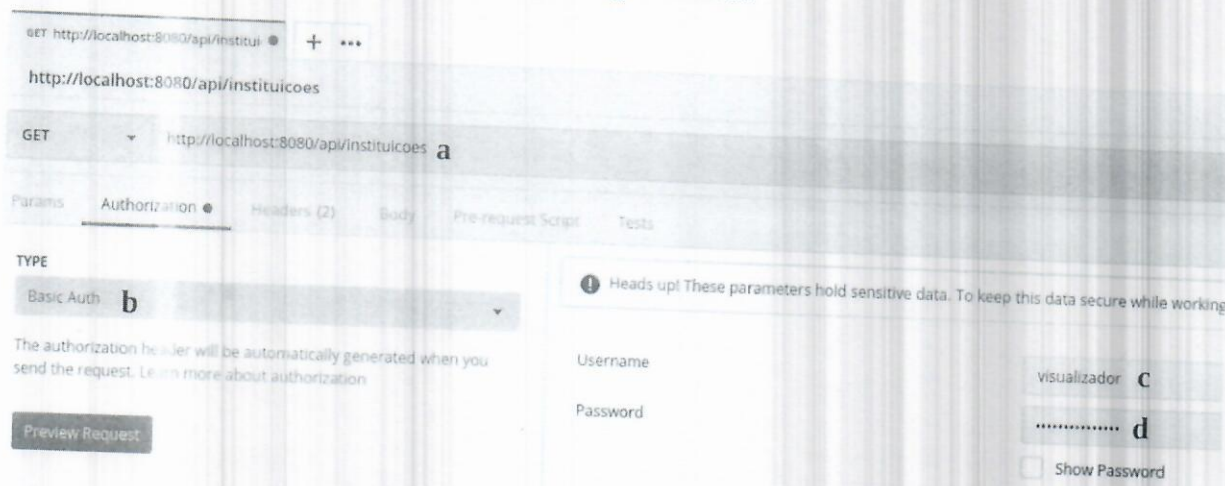 GET http://localhost:8080/api/institui ● + •••
http://localhost:8080/api/instituicoes
GET http://localhost:8080/api/instituicoes a
Params Authorization ● Headers (2) Body Pre-request Script Tests
TYPE
Basic Auth b
The authorization header will be automatically generated when you
send the request. Learn more about authorization
Preview Request
Heads up! These parameters hold sensitive data. To keep this data secure while working
Username visualizador c
Password ••••••••••••••• d
Show Password